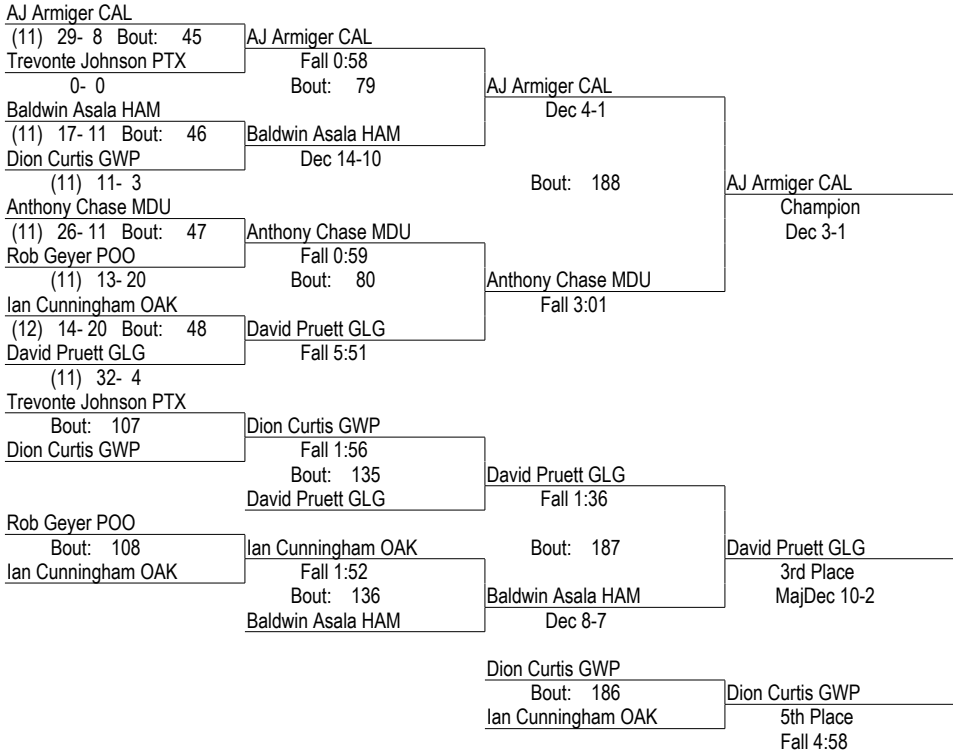 AJ Armiger CAL
(11) 29- 8 Bout: 45
AJ Armiger CAL
Trevonte Johnson PTX
Fall 0:58
0- 0
Bout: 79
AJ Armiger CAL
Baldwin Asala HAM
Dec 4-1
(11) 17- 11 Bout: 46
Baldwin Asala HAM
Dion Curtis GWP
Dec 14-10
(11) 11- 3
Bout: 188
AJ Armiger CAL
Anthony Chase MDU
Champion
(11) 26- 11 Bout: 47
Anthony Chase MDU
Dec 3-1
Rob Geyer POO
Fall 0:59
(11) 13- 20
Bout: 80
Anthony Chase MDU
Ian Cunningham OAK
Fall 3:01
(12) 14- 20 Bout: 48
David Pruett GLG
David Pruett GLG
Fall 5:51
(11) 32- 4
Trevonte Johnson PTX
Bout: 107
Dion Curtis GWP
Dion Curtis GWP
Fall 1:56
Bout: 135
David Pruett GLG
David Pruett GLG
Fall 1:36
Rob Geyer POO
Bout: 108
Ian Cunningham OAK
Bout: 187
David Pruett GLG
Ian Cunningham OAK
Fall 1:52
3rd Place
Bout: 136
Baldwin Asala HAM
MajDec 10-2
Baldwin Asala HAM
Dec 8-7
Dion Curtis GWP
Bout: 186
Dion Curtis GWP
Ian Cunningham OAK
5th Place
Fall 4:58